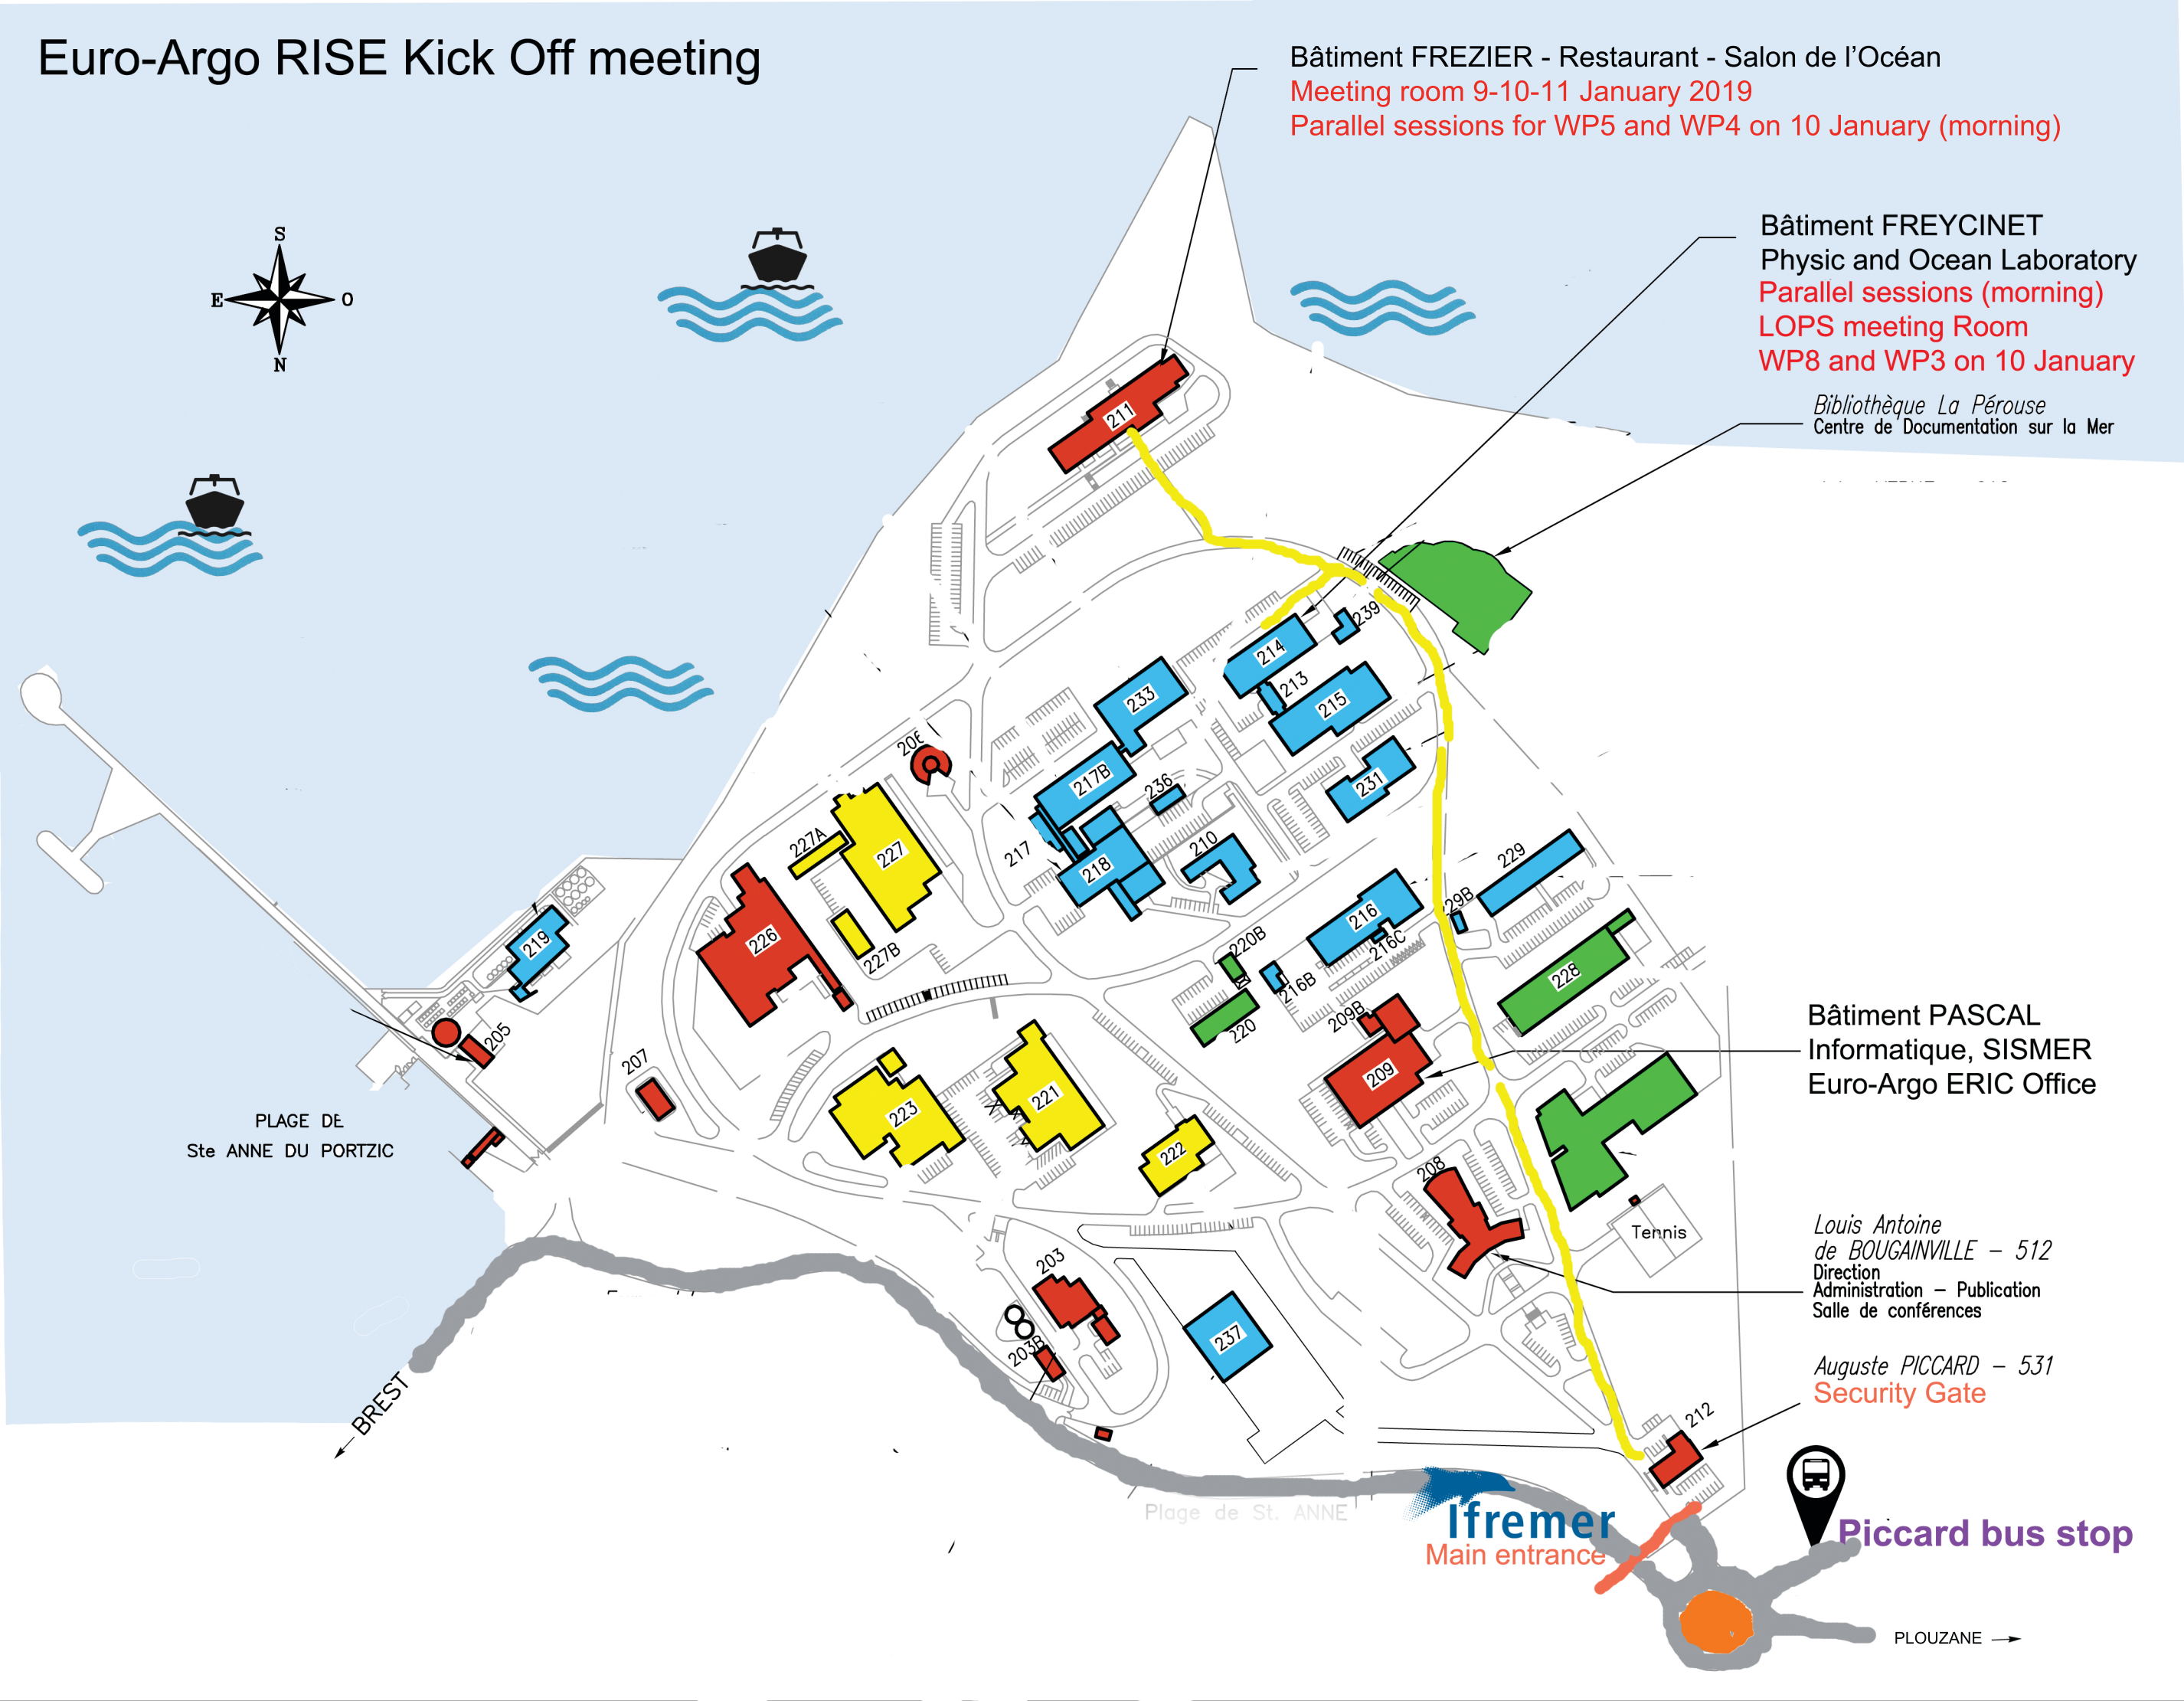 Euro-Argo RISE Kick Off meeting
Bâtiment FREZIER - Restaurant - Salon de l'Océan
Meeting room 9-10-11 January 2019
Parallel sessions for WP5 and WP4 on 10 January (morning)
Bâtiment FREYCINET
Physic and Ocean Laboratory
Parallel sessions (morning)
LOPS meeting Room
WP8 and WP3 on 10 January
Bibliothèque La Pérouse
Centre de Documentation sur la Mer
S
E
O
N
211
239
214
213
215
233
206
217B
236
231
227A
227
217
218
210
229
216
29B
226
227B
219
220B
216C
216B
228
205
220
209B
207
209
Bâtiment PASCAL
Informatique, SISMER
Euro-Argo ERIC Office
223
221
222
PLAGE DE
Ste ANNE DU PORTZIC
208
Tennis
Louis Antoine
de BOUGAINVILLE - 512
Direction
Administration - Publication
Salle de conférences
203
203B
237
Auguste PICCARD - 531
Security Gate
212
BREST
Plage de St. ANNE
Ifremer
Main entrance
Piccard bus stop
PLOUZANE